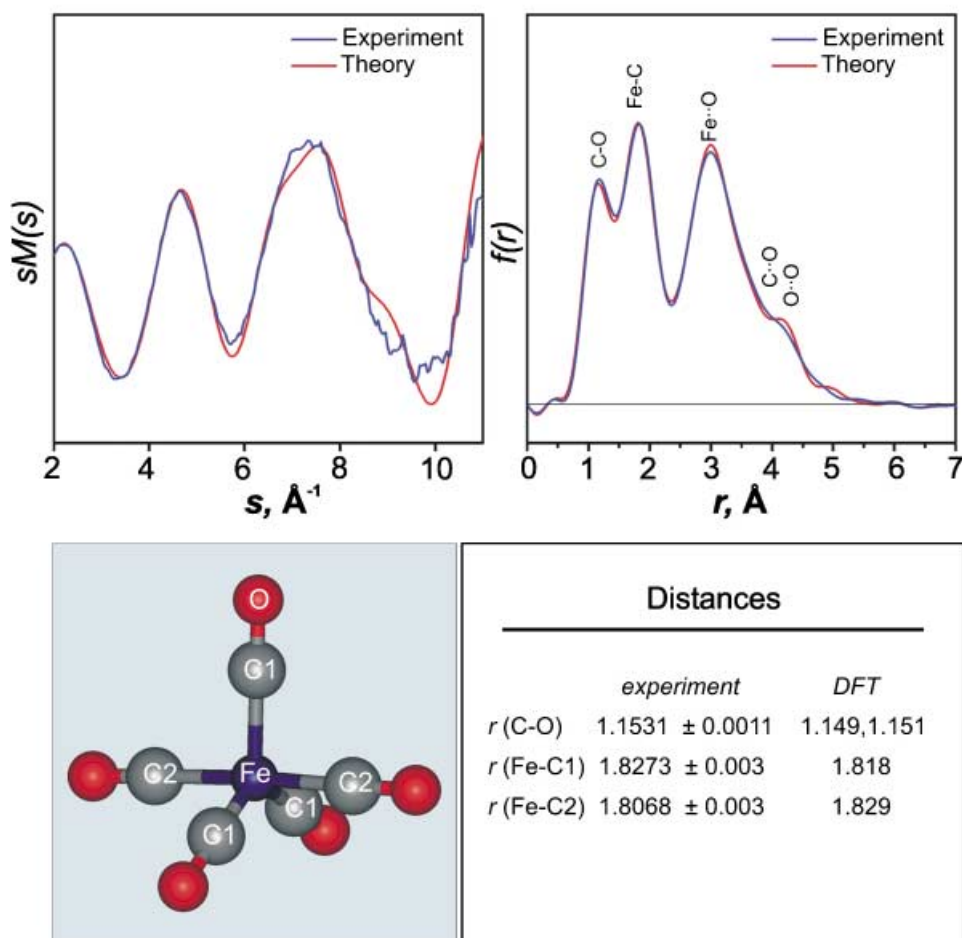 Experiment
Theory
sM(s)
2 4 6 8 10
s, Å⁻¹
Experiment
Theory
C-O
Fe-C
Fe··O
C··O
O··O
f(r)
0 1 2 3 4 5 6 7
r, Å
O
C1
C2
Fe
C2
C1
C1
Distances
experiment DFT
r (C-O) 1.1531 ± 0.0011 1.149,1.151
r (Fe-C1) 1.8273 ± 0.003 1.818
r (Fe-C2) 1.8068 ± 0.003 1.829